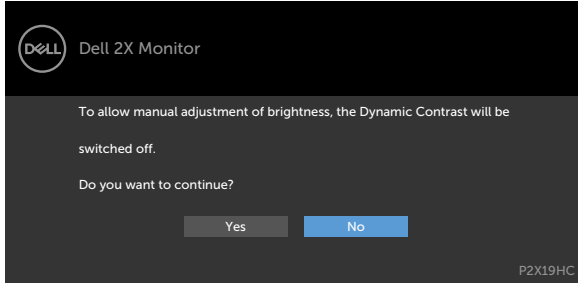 DELL
Dell 2X Monitor
To allow manual adjustment of brightness, the Dynamic Contrast will be
switched off.
Do you want to continue?
Yes No
P2X19HC